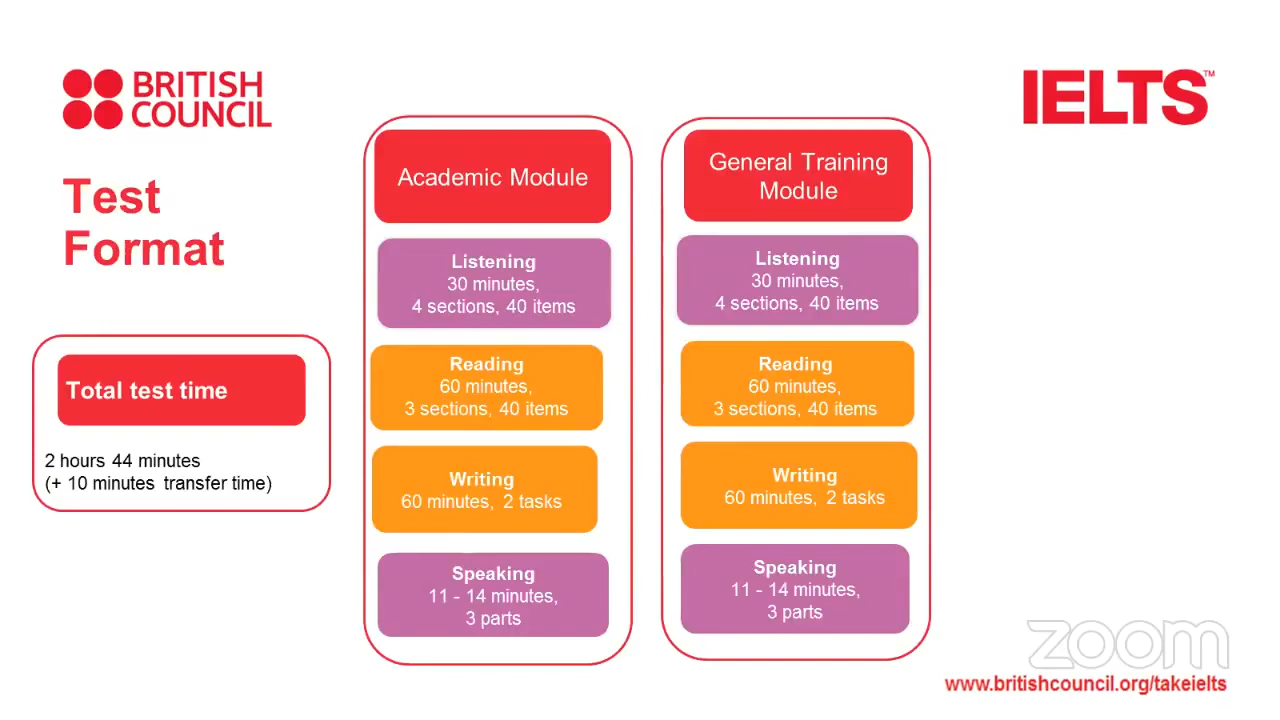 BRITISH
COUNCIL
IELTS™
Test
Format
Total test time
2 hours 44 minutes
(+ 10 minutes transfer time)
Academic Module
Listening
30 minutes,
4 sections, 40 items
Reading
60 minutes,
3 sections, 40 items
Writing
60 minutes, 2 tasks
Speaking
11 - 14 minutes,
3 parts
General Training
Module
Listening
30 minutes,
4 sections, 40 items
Reading
60 minutes,
3 sections, 40 items
Writing
60 minutes, 2 tasks
Speaking
11 - 14 minutes,
3 parts
zoom
www.britishcouncil.org/takeielts